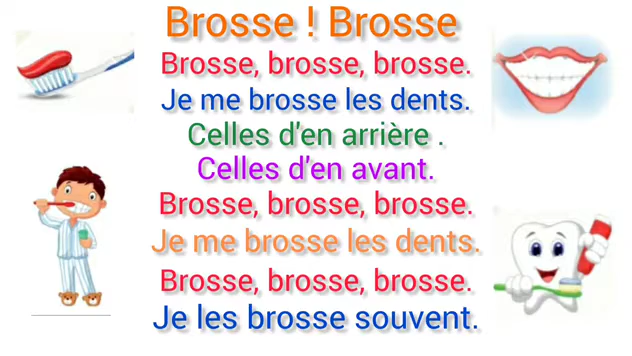 Brosse ! Brosse
Brosse, brosse, brosse.
Je me brosse les dents.
Celles d'en arrière .
Celles d'en avant.
Brosse, brosse, brosse.
Je me brosse les dents.
Brosse, brosse, brosse.
Je les brosse souvent.